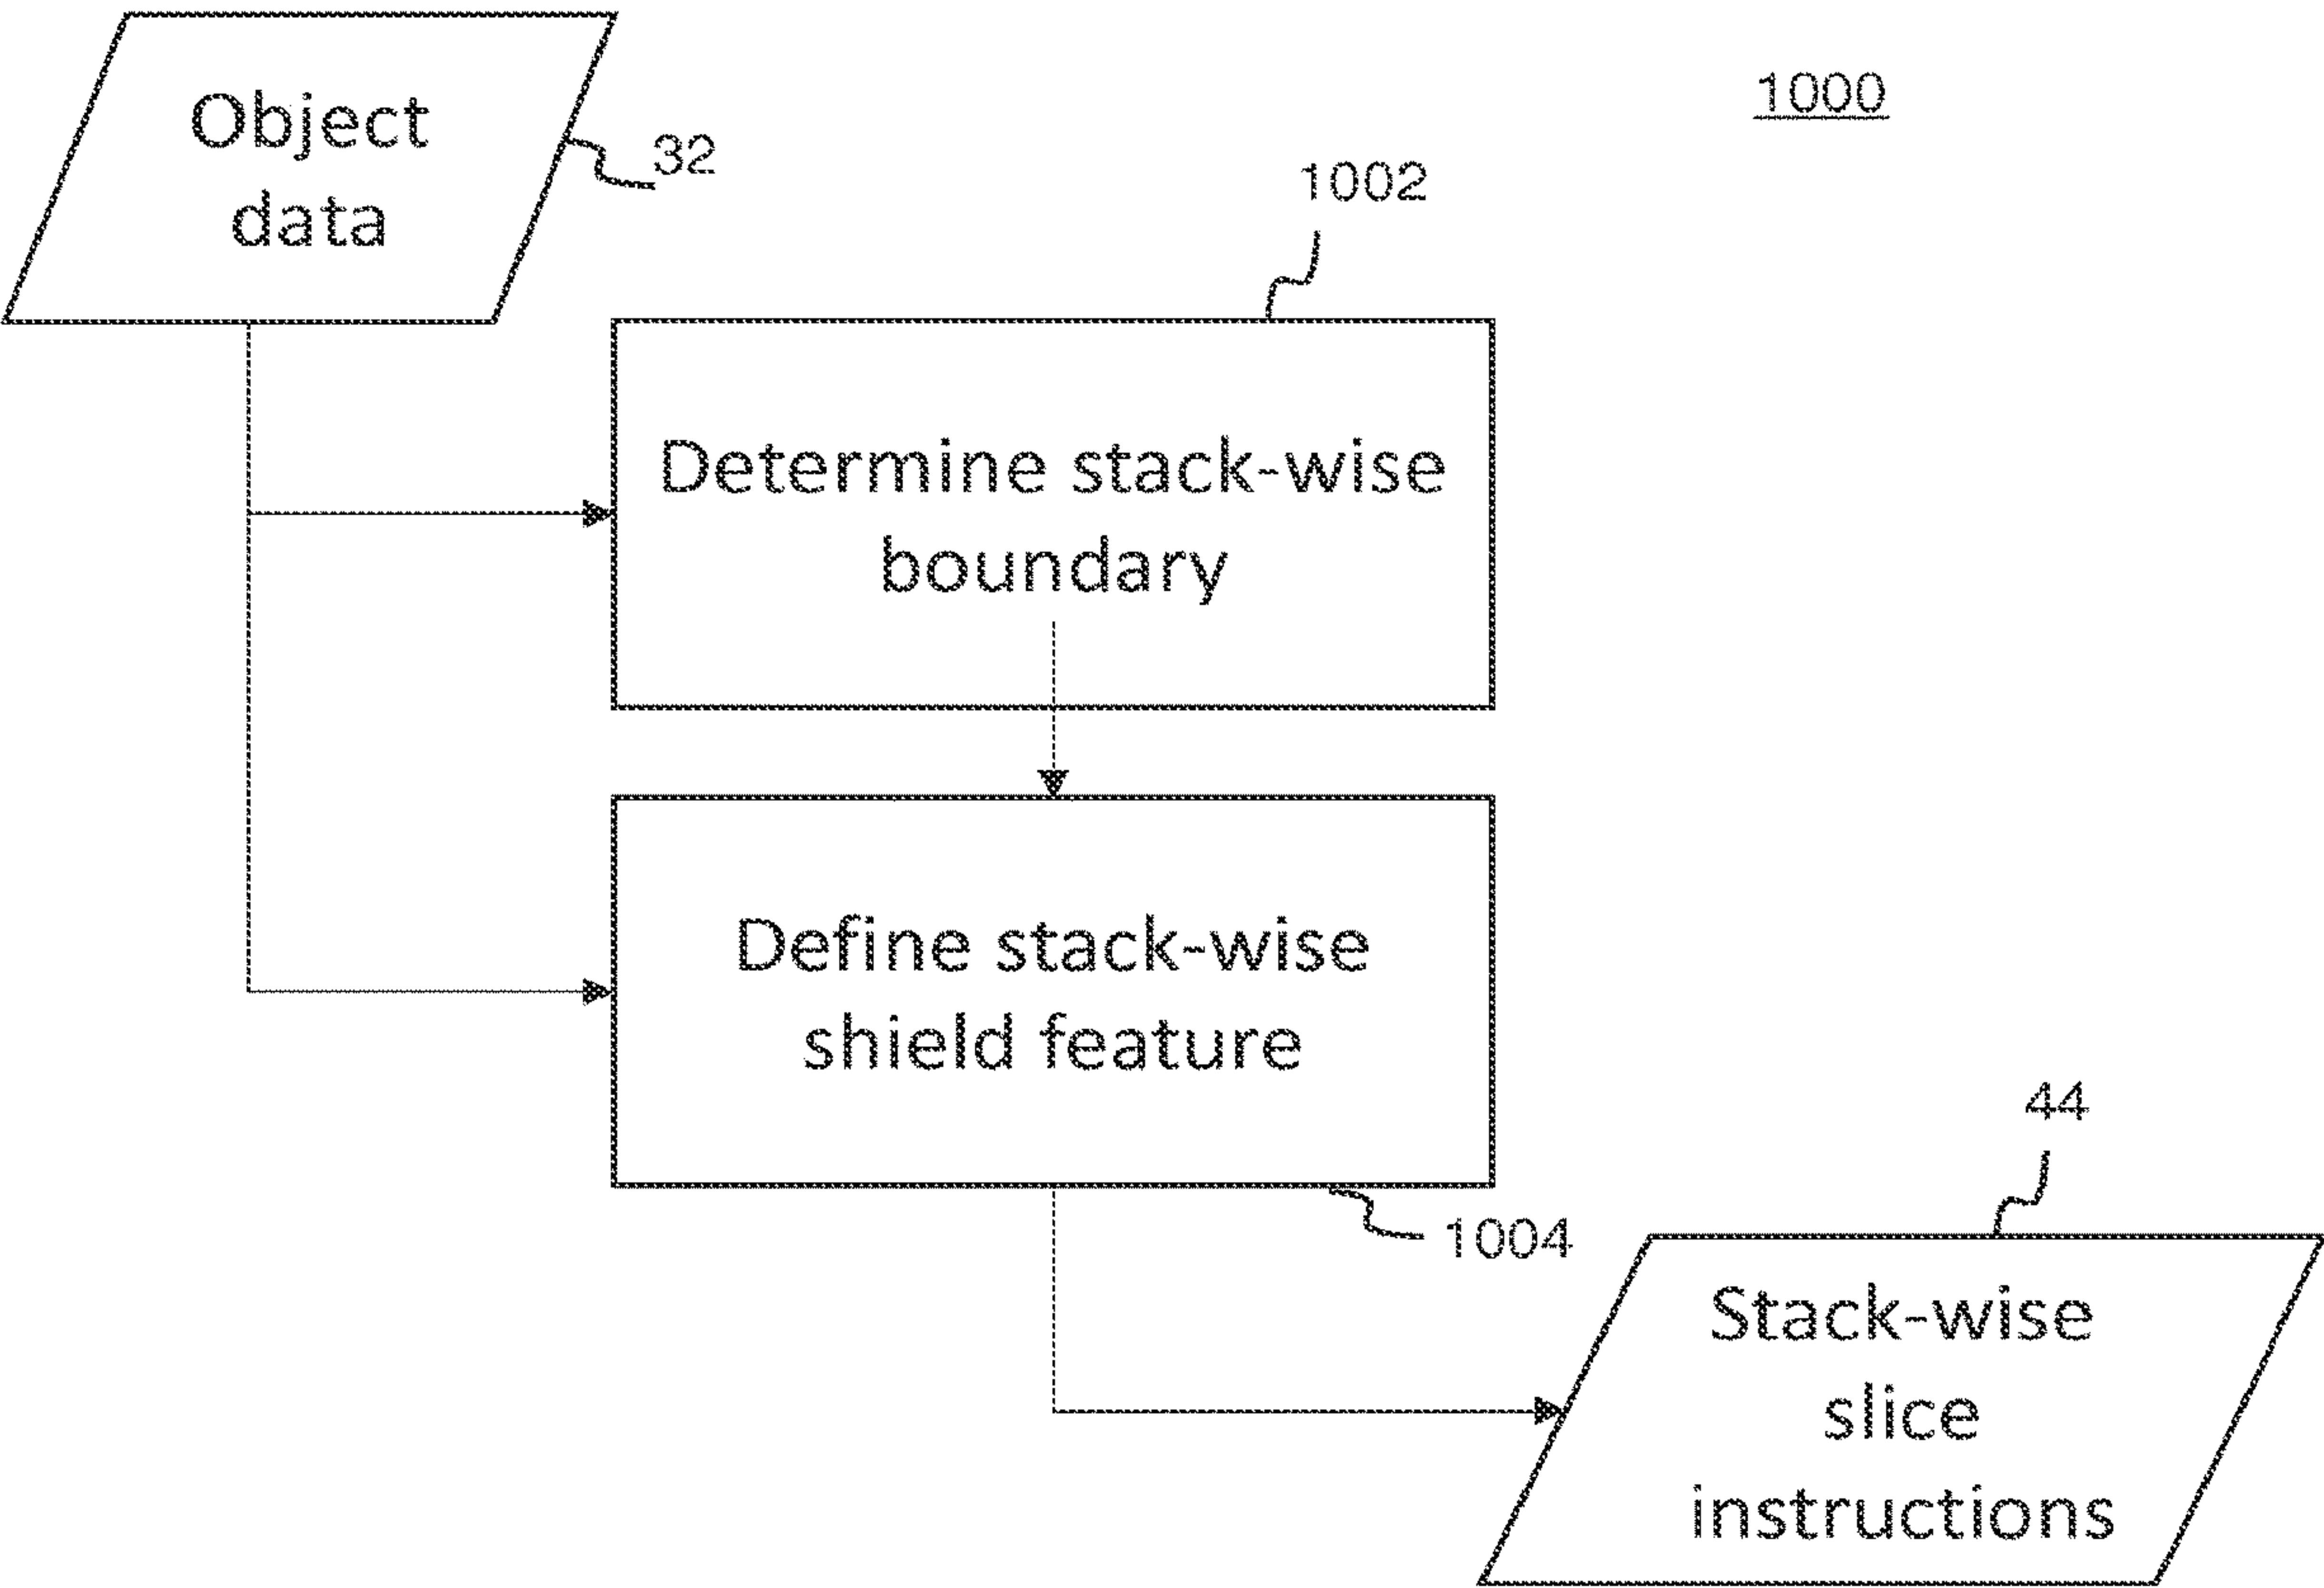 Object
data
32
1000
1002
Determine stack-wise
boundary
Define stack-wise
shield feature
1004
44
Stack-wise
slice
instructions